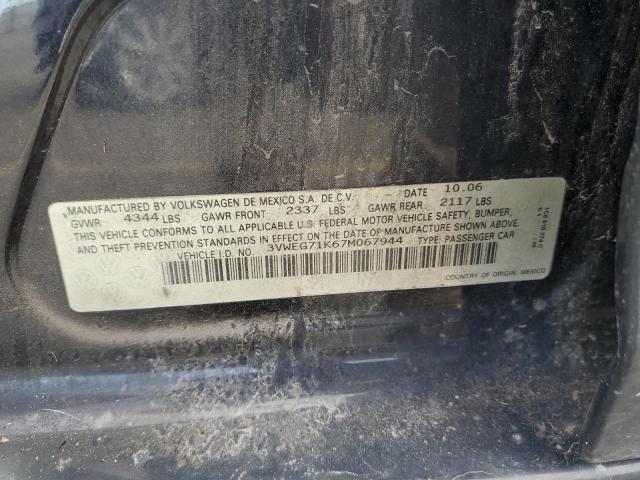 MANUFACTURED BY VOLKSWAGEN DE MEXICO S.A. DE C.V. DATE 10.06
GVWR 4344 LBS GAWR FRONT 2337 LBS GAWR REAR 2117 LBS
THIS VEHICLE CONFORMS TO ALL APPLICABLE U.S. FEDERAL MOTOR VEHICLE SAFETY, BUMPER,
AND THEFT PREVENTION STANDARDS IN EFFECT ON THE DATE OF MANUFACTURE SHOWN ABOVE.
VEHICLE I.D. NO. 3VWEG71K67M067944 TYPE: PASSENGER CAR
COUNTRY OF ORIGIN: MEXICO